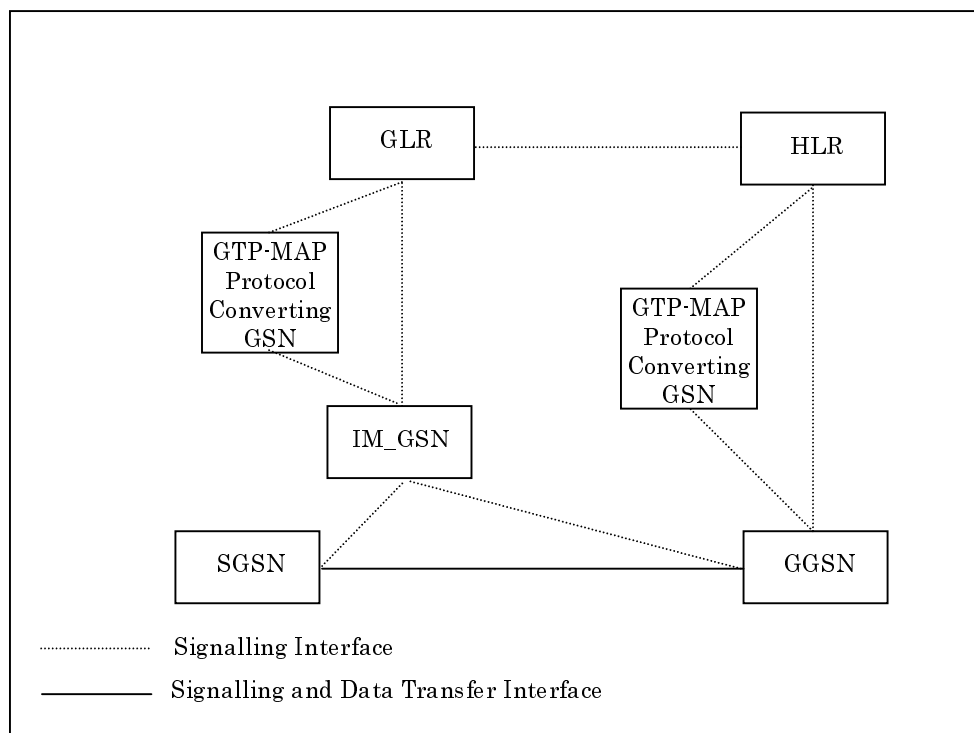 GLR
HLR
GTP-MAP
Protocol
Converting
GSN
GTP-MAP
Protocol
Converting
GSN
IM_GSN
SGSN
GGSN
Signalling Interface
Signalling and Data Transfer Interface